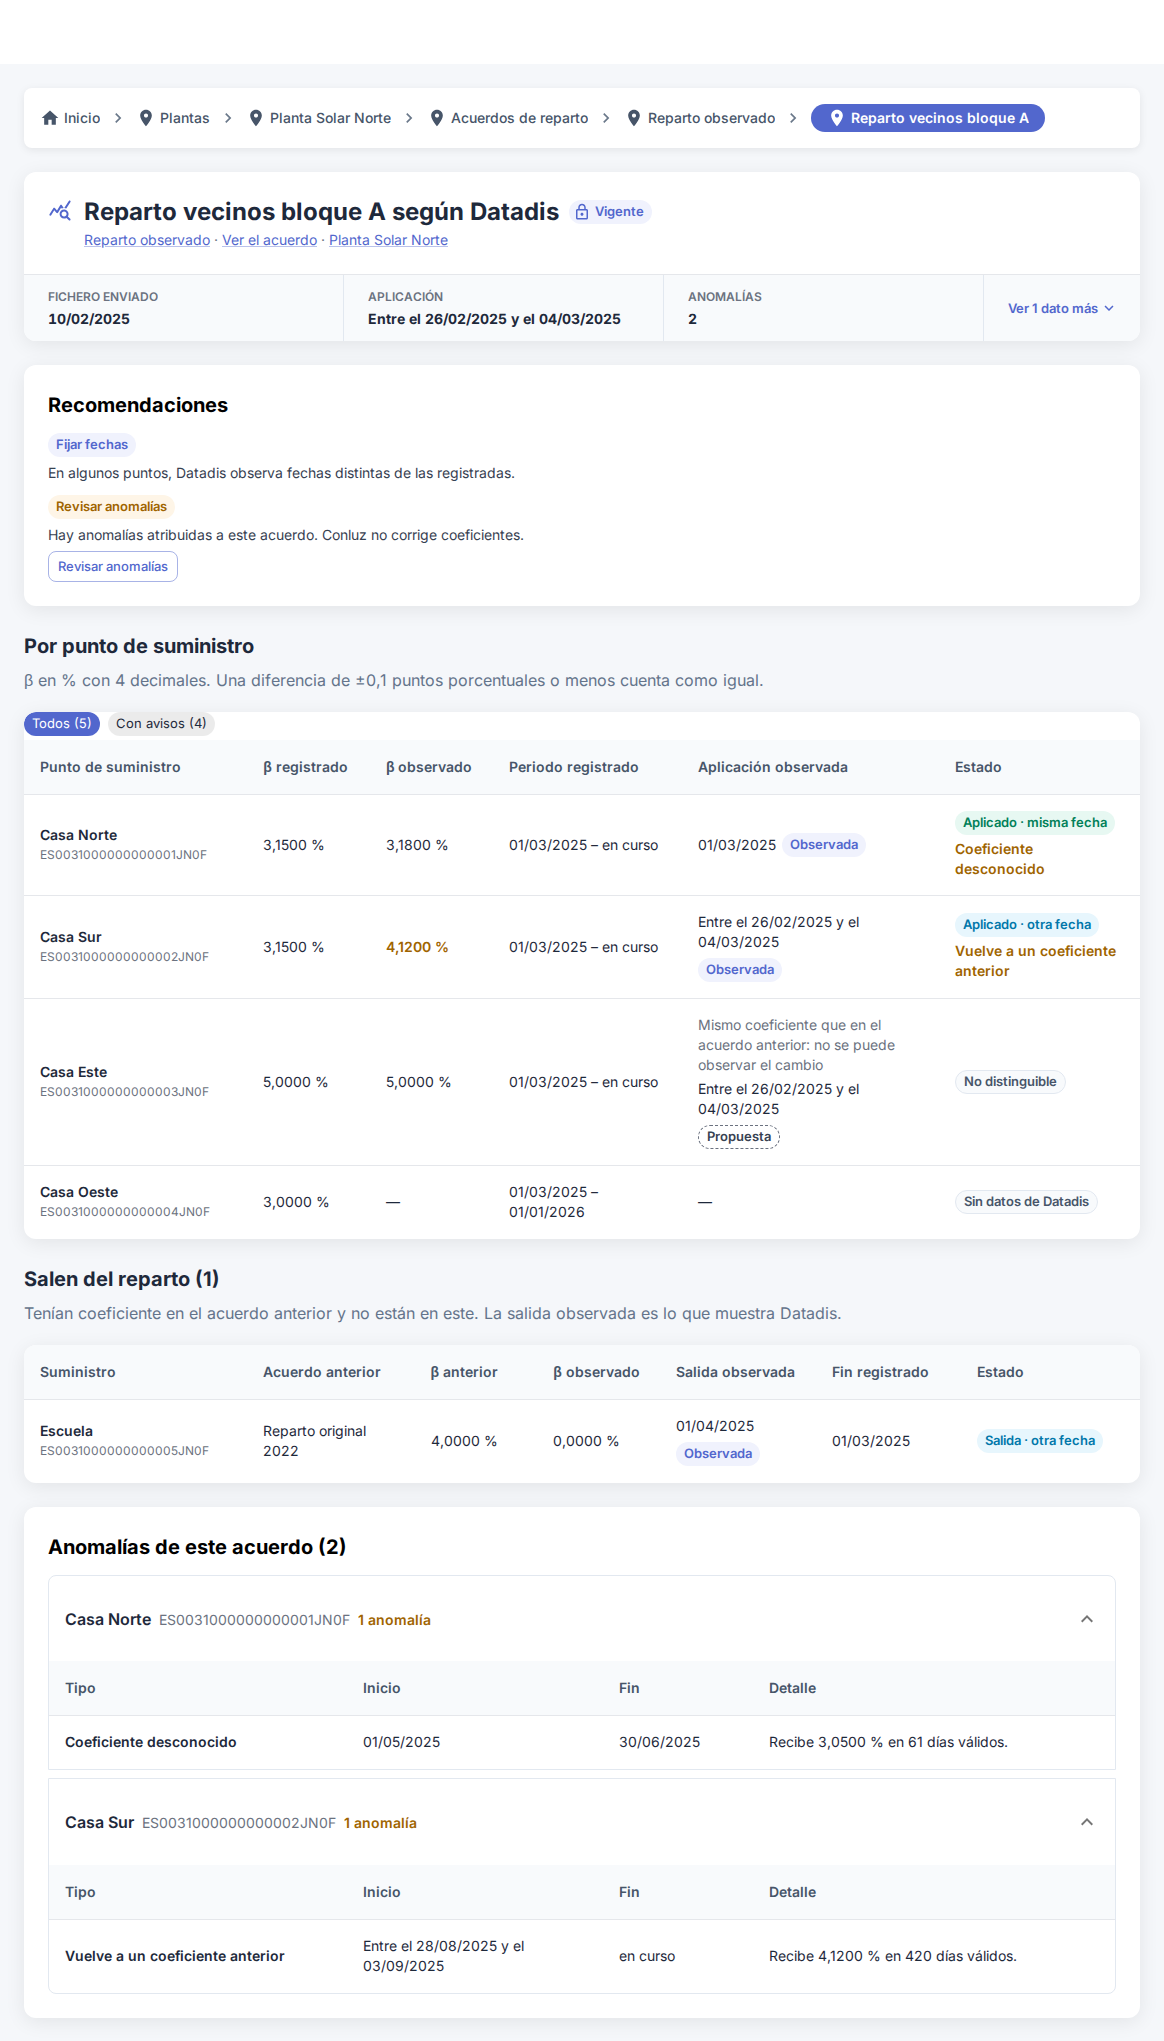 Inicio > Plantas > Planta Solar Norte > Acuerdos de reparto > Reparto observado > Reparto vecinos bloque A
Reparto vecinos bloque A según Datadis Vigente
Reparto observado · Ver el acuerdo · Planta Solar Norte
FICHERO ENVIADO APLICACIÓN ANOMALÍAS
10/02/2025 Entre el 26/02/2025 y el 04/03/2025 2 Ver 1 dato más
Recomendaciones
Fijar fechas
En algunos puntos, Datadis observa fechas distintas de las registradas.
Revisar anomalías
Hay anomalías atribuidas a este acuerdo. Conluz no corrige coeficientes.
Revisar anomalías
Por punto de suministro
β en % con 4 decimales. Una diferencia de ±0,1 puntos porcentuales o menos cuenta como igual.
Todos (5) Con avisos (4)
Punto de suministro β registrado β observado Periodo registrado Aplicación observada Estado
Casa Norte
ES0031000000000001JN0F
3,1500 % 3,1800 % 01/03/2025 – en curso 01/03/2025 Observada
Aplicado · misma fecha
Coeficiente
desconocido
Casa Sur
ES0031000000000002JN0F
3,1500 % 4,1200 % 01/03/2025 – en curso
Entre el 26/02/2025 y el
04/03/2025
Observada
Aplicado · otra fecha
Vuelve a un coeficiente
anterior
Casa Este
ES0031000000000003JN0F
5,0000 % 5,0000 % 01/03/2025 – en curso
Mismo coeficiente que en el
acuerdo anterior: no se puede
observar el cambio
Entre el 26/02/2025 y el
04/03/2025
Propuesta
No distinguible
Casa Oeste
ES0031000000000004JN0F
3,0000 % —
01/03/2025 –
01/01/2026
—
Sin datos de Datadis
Salen del reparto (1)
Tenían coeficiente en el acuerdo anterior y no están en este. La salida observada es lo que muestra Datadis.
Suministro Acuerdo anterior β anterior β observado Salida observada Fin registrado Estado
Escuela
ES0031000000000005JN0F
Reparto original
2022
4,0000 % 0,0000 %
01/04/2025
Observada
01/03/2025
Salida · otra fecha
Anomalías de este acuerdo (2)
Casa Norte ES0031000000000001JN0F 1 anomalía
Tipo Inicio Fin Detalle
Coeficiente desconocido 01/05/2025 30/06/2025 Recibe 3,0500 % en 61 días válidos.
Casa Sur ES0031000000000002JN0F 1 anomalía
Tipo Inicio Fin Detalle
Vuelve a un coeficiente anterior
Entre el 28/08/2025 y el
03/09/2025
en curso Recibe 4,1200 % en 420 días válidos.